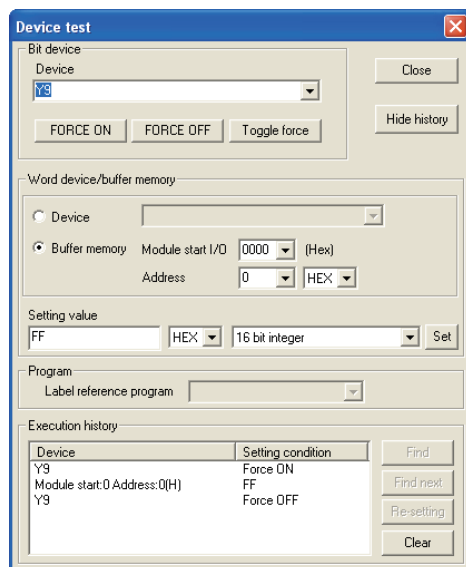 Device test
Bit device
Device
Y9
Close
FORCE ON FORCE OFF Toggle force
Hide history
Word device/buffer memory
Device
Buffer memory Module start I/O 0000 (Hex)
Address 0 HEX
Setting value
FF HEX 16 bit integer Set
Program
Label reference program
Execution history
Device Setting condition
Y9 Force ON
Module start:0 Address:0(H) FF
Y9 Force OFF
Find
Find next
Re-setting
Clear